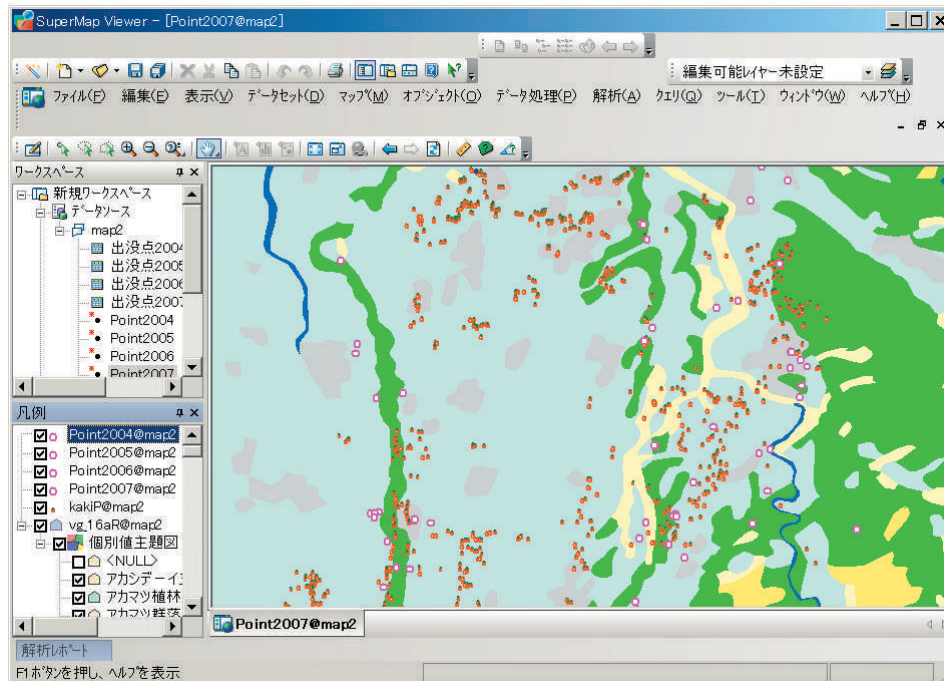 SuperMap Viewer - [Point2007@map2]
編集可能レイヤー未設定
ファイル(F) 編集(E) 表示(V) データセット(D) マップ(M) オブジェクト(O) データ処理(P) 解析(A) クエリ(Q) ツール(T) ウィンドウ(W) ヘルプ(H)
ワークスペース
新規ワークスペース
データソース
map2
出没点2004
出没点2005
出没点2006
出没点2007
Point2004
Point2005
Point2006
Point2007
凡例
Point2004@map2
Point2005@map2
Point2006@map2
Point2007@map2
kakiP@map2
vg_16aR@map2
個別値主題図
<NULL>
アカシデーイ
アカマツ植林
アカマツ群落
Point2007@map2
解析レポート
F1ボタンを押し、ヘルプを表示